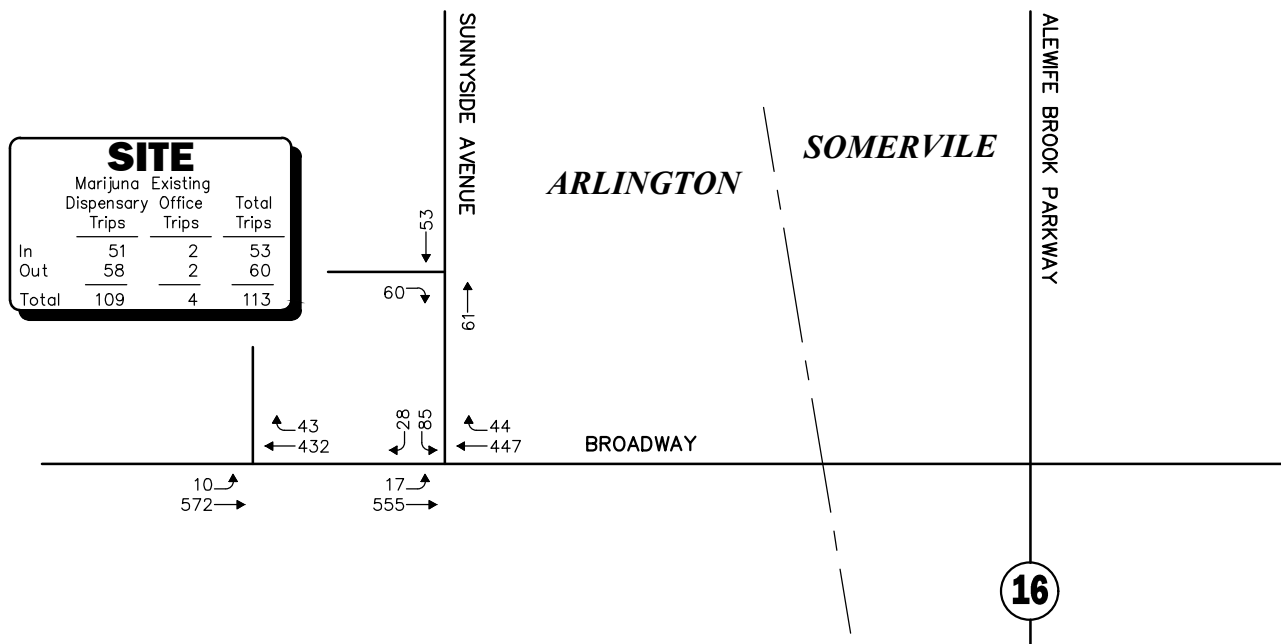 SUNNYSIDE AVENUE
ALEWIFE BROOK PARKWAY
SOMERVILE
ARLINGTON
SITE
Marijuna Existing
Dispensary Office Total
Trips Trips Trips
In 51 2 53
Out 58 2 60
Total 109 4 113
53
60
61
43
432
28
85
44
447
BROADWAY
10
572
17
555
16